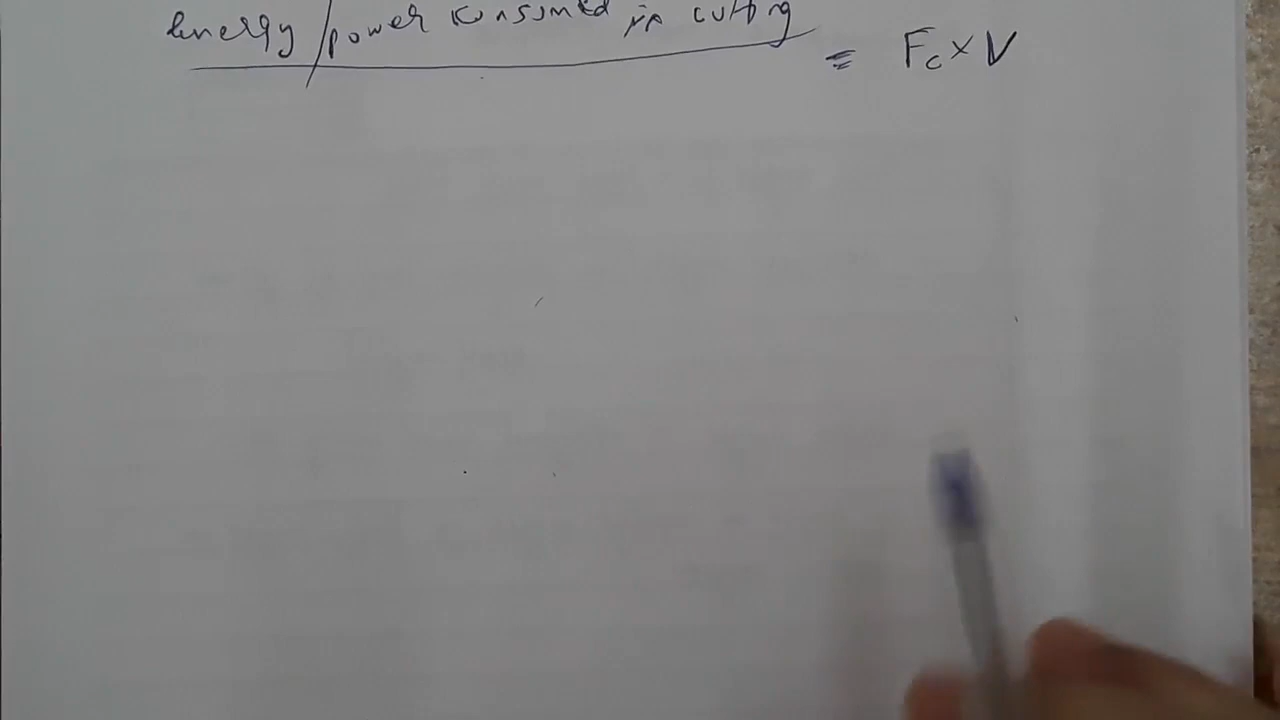 energy/power consumed in cutting = Fc × V